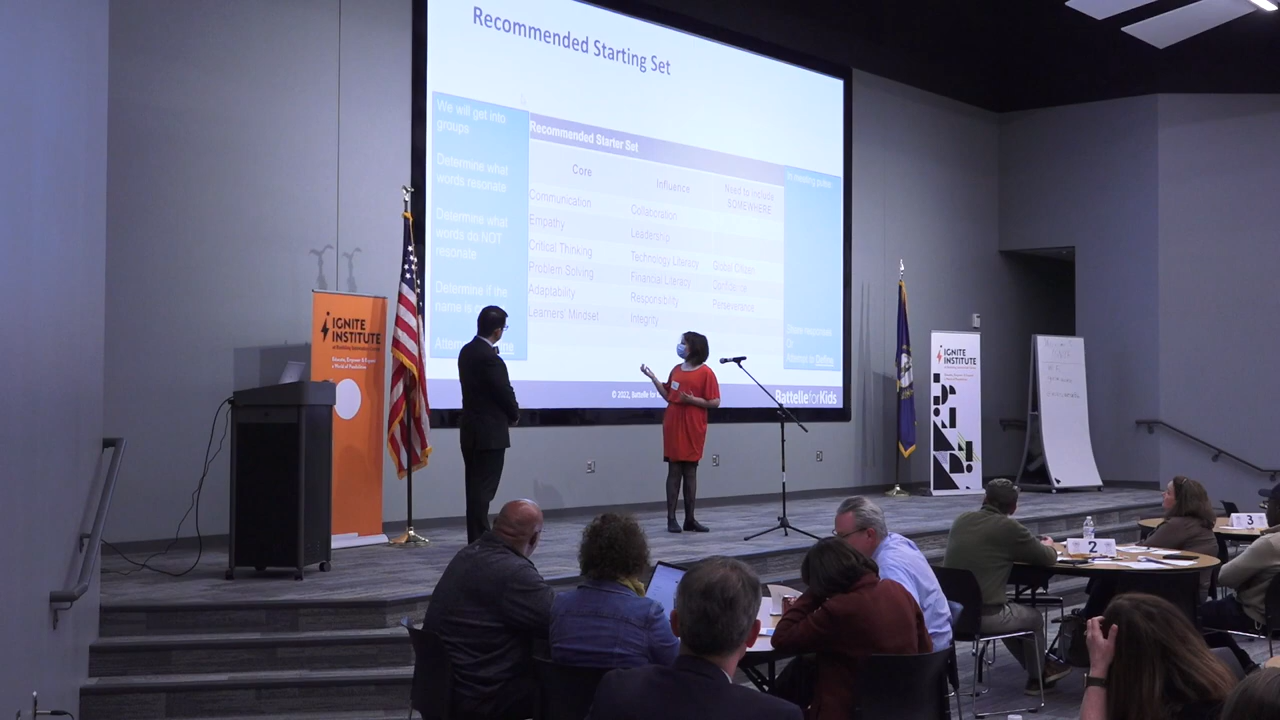 Recommended Starting Set
We will get into
groups
Determine what
words resonate
Determine what
words do NOT
resonate
Determine if the
name is
Recommended Starter Set
Core
Influence
Need to include
SOMEWHERE
Communication
Collaboration
Empathy
Leadership
Critical Thinking
Technology Literacy
Global Citizen
Problem Solving
Financial Literacy
Confidence
Adaptability
Responsibility
Perseverance
Learners' Mindset
Integrity
© 2022, Battelle for
BattelleforKids
IGNITE
INSTITUTE
IGNITE
INSTITUTE
2
3